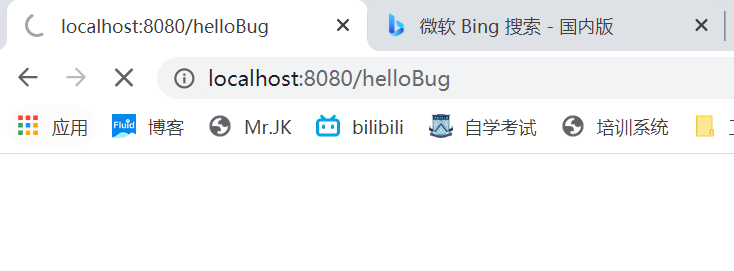 localhost:8080/helloBug 微软 Bing 搜索 - 国内版
localhost:8080/helloBug
应用 Fluid 博客 Mr.JK bilibili 自学考试 培训系统